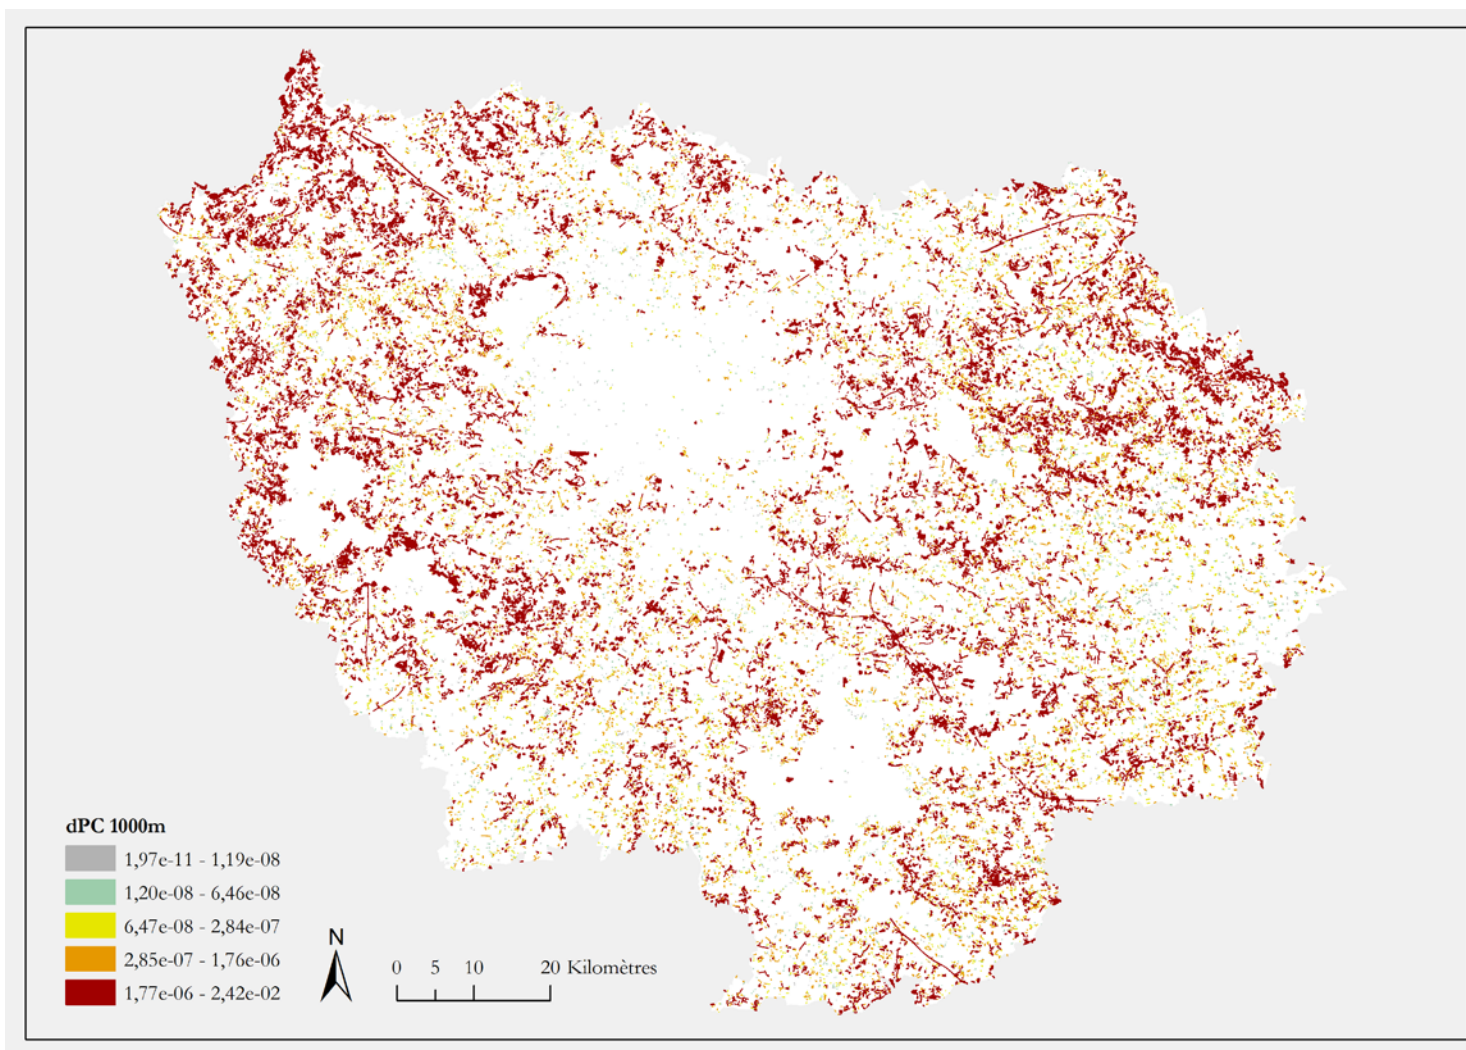 dPC 1000m
1,97e-11 - 1,19e-08
1,20e-08 - 6,46e-08
6,47e-08 - 2,84e-07
2,85e-07 - 1,76e-06
1,77e-06 - 2,42e-02
N
0 5 10 20 Kilomètres